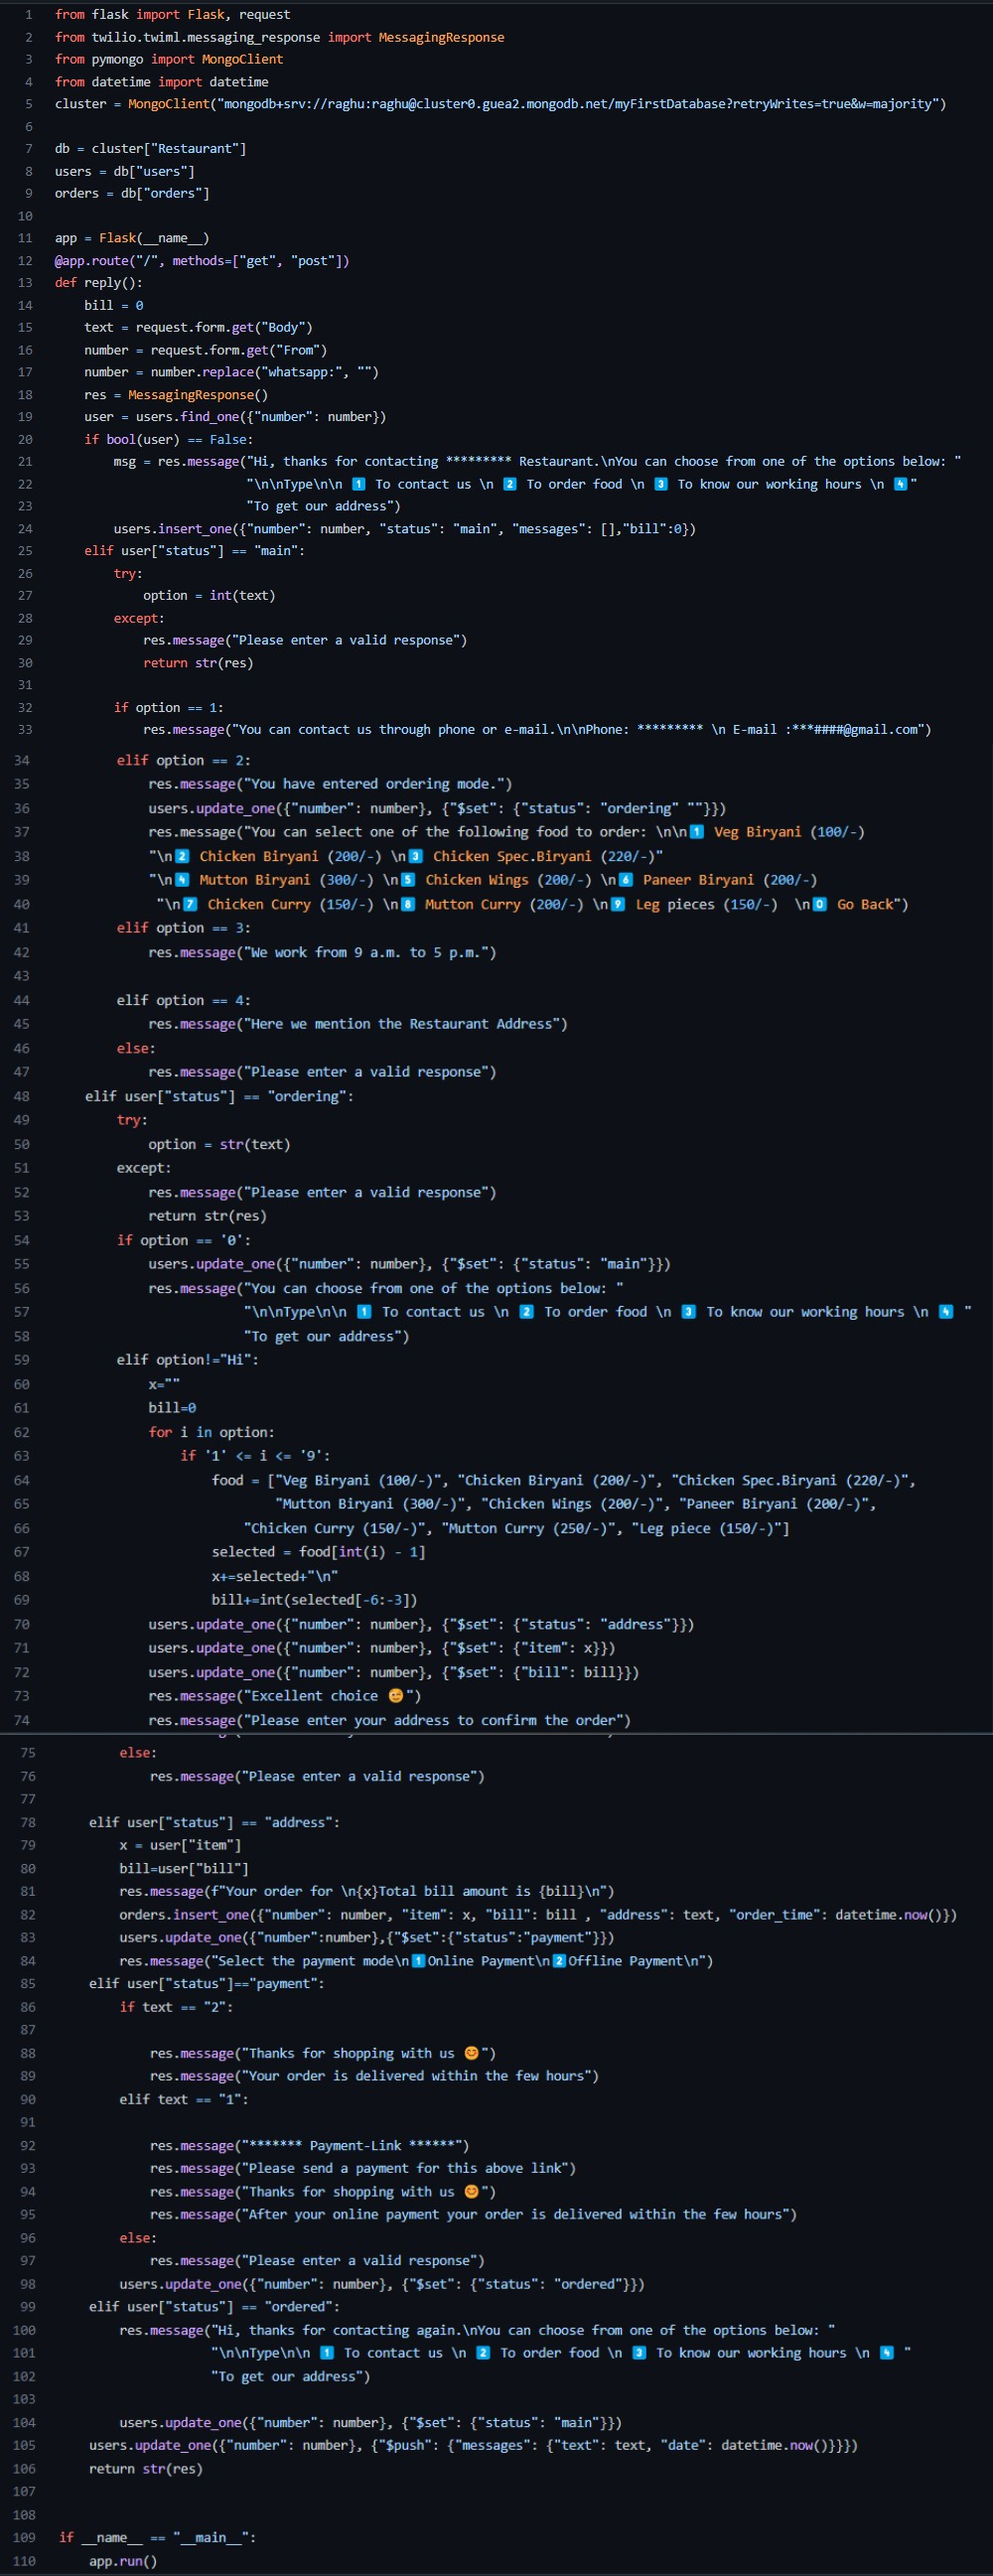 1 from flask import Flask, request
2 from twilio.twiml.messaging_response import MessagingResponse
3 from pymongo import MongoClient
4 from datetime import datetime
5 cluster = MongoClient("mongodb+srv://raghu:raghu@cluster0.guea2.mongodb.net/myFirstDatabase?retryWrites=true&w=majority")
6
7 db = cluster["Restaurant"]
8 users = db["users"]
9 orders = db["orders"]
10
11 app = Flask(__name__)
12 @app.route("/", methods=["get", "post"])
13 def reply():
14     bill = 0
15     text = request.form.get("Body")
16     number = request.form.get("From")
17     number = number.replace("whatsapp:", "")
18     res = MessagingResponse()
19     user = users.find_one({"number": number})
20     if bool(user) == False:
21         msg = res.message("Hi, thanks for contacting ********* Restaurant.\nYou can choose from one of the options below: "
22                           "\n\nType\n\n 1️⃣ To contact us \n 2️⃣ To order food \n 3️⃣ To know our working hours \n 4️⃣"
23                           "To get our address")
24         users.insert_one({"number": number, "status": "main", "messages": [],"bill":0})
25     elif user["status"] == "main":
26         try:
27             option = int(text)
28         except:
29             res.message("Please enter a valid response")
30             return str(res)
31
32         if option == 1:
33             res.message("You can contact us through phone or e-mail.\n\nPhone: ********* \n E-mail :***####@gmail.com")
34         elif option == 2:
35             res.message("You have entered ordering mode.")
36             users.update_one({"number": number}, {"$set": {"status": "ordering" ""}})
37             res.message("You can select one of the following food to order: \n\n1️⃣ Veg Biryani (100/-)
38             "\n2️⃣ Chicken Biryani (200/-) \n3️⃣ Chicken Spec.Biryani (220/-)"
39             "\n4️⃣ Mutton Biryani (300/-) \n5️⃣ Chicken Wings (200/-) \n6️⃣ Paneer Biryani (200/-)
40              "\n7️⃣ Chicken Curry (150/-) \n8️⃣ Mutton Curry (200/-) \n9️⃣ Leg pieces (150/-)  \n0️⃣ Go Back")
41         elif option == 3:
42             res.message("We work from 9 a.m. to 5 p.m.")
43
44         elif option == 4:
45             res.message("Here we mention the Restaurant Address")
46         else:
47             res.message("Please enter a valid response")
48     elif user["status"] == "ordering":
49         try:
50             option = str(text)
51         except:
52             res.message("Please enter a valid response")
53             return str(res)
54         if option == '0':
55             users.update_one({"number": number}, {"$set": {"status": "main"}})
56             res.message("You can choose from one of the options below: "
57                         "\n\nType\n\n 1️⃣ To contact us \n 2️⃣ To order food \n 3️⃣ To know our working hours \n 4️⃣ "
58                         "To get our address")
59         elif option!="Hi":
60             x=""
61             bill=0
62             for i in option:
63                 if '1' <= i <= '9':
64                     food = ["Veg Biryani (100/-)", "Chicken Biryani (200/-)", "Chicken Spec.Biryani (220/-)",
65                             "Mutton Biryani (300/-)", "Chicken Wings (200/-)", "Paneer Biryani (200/-)",
66                         "Chicken Curry (150/-)", "Mutton Curry (250/-)", "Leg piece (150/-)"]
67                     selected = food[int(i) - 1]
68                     x+=selected+"\n"
69                     bill+=int(selected[-6:-3])
70             users.update_one({"number": number}, {"$set": {"status": "address"}})
71             users.update_one({"number": number}, {"$set": {"item": x}})
72             users.update_one({"number": number}, {"$set": {"bill": bill}})
73             res.message("Excellent choice 😉")
74             res.message("Please enter your address to confirm the order")
75         else:
76             res.message("Please enter a valid response")
77
78     elif user["status"] == "address":
79         x = user["item"]
80         bill=user["bill"]
81         res.message(f"Your order for \n{x}Total bill amount is {bill}\n")
82         orders.insert_one({"number": number, "item": x, "bill": bill , "address": text, "order_time": datetime.now()})
83         users.update_one({"number":number},{"$set":{"status":"payment"}})
84         res.message("Select the payment mode\n1️⃣Online Payment\n2️⃣Offline Payment\n")
85     elif user["status"]=="payment":
86         if text == "2":
87
88             res.message("Thanks for shopping with us 😊")
89             res.message("Your order is delivered within the few hours")
90         elif text == "1":
91
92             res.message("******* Payment-Link ******")
93             res.message("Please send a payment for this above link")
94             res.message("Thanks for shopping with us 😊")
95             res.message("After your online payment your order is delivered within the few hours")
96         else:
97             res.message("Please enter a valid response")
98         users.update_one({"number": number}, {"$set": {"status": "ordered"}})
99     elif user["status"] == "ordered":
100         res.message("Hi, thanks for contacting again.\nYou can choose from one of the options below: "
101                     "\n\nType\n\n 1️⃣ To contact us \n 2️⃣ To order food \n 3️⃣ To know our working hours \n 4️⃣ "
102                     "To get our address")
103
104         users.update_one({"number": number}, {"$set": {"status": "main"}})
105     users.update_one({"number": number}, {"$push": {"messages": {"text": text, "date": datetime.now()}}})
106     return str(res)
107
108
109 if __name__ == "__main__":
110     app.run()